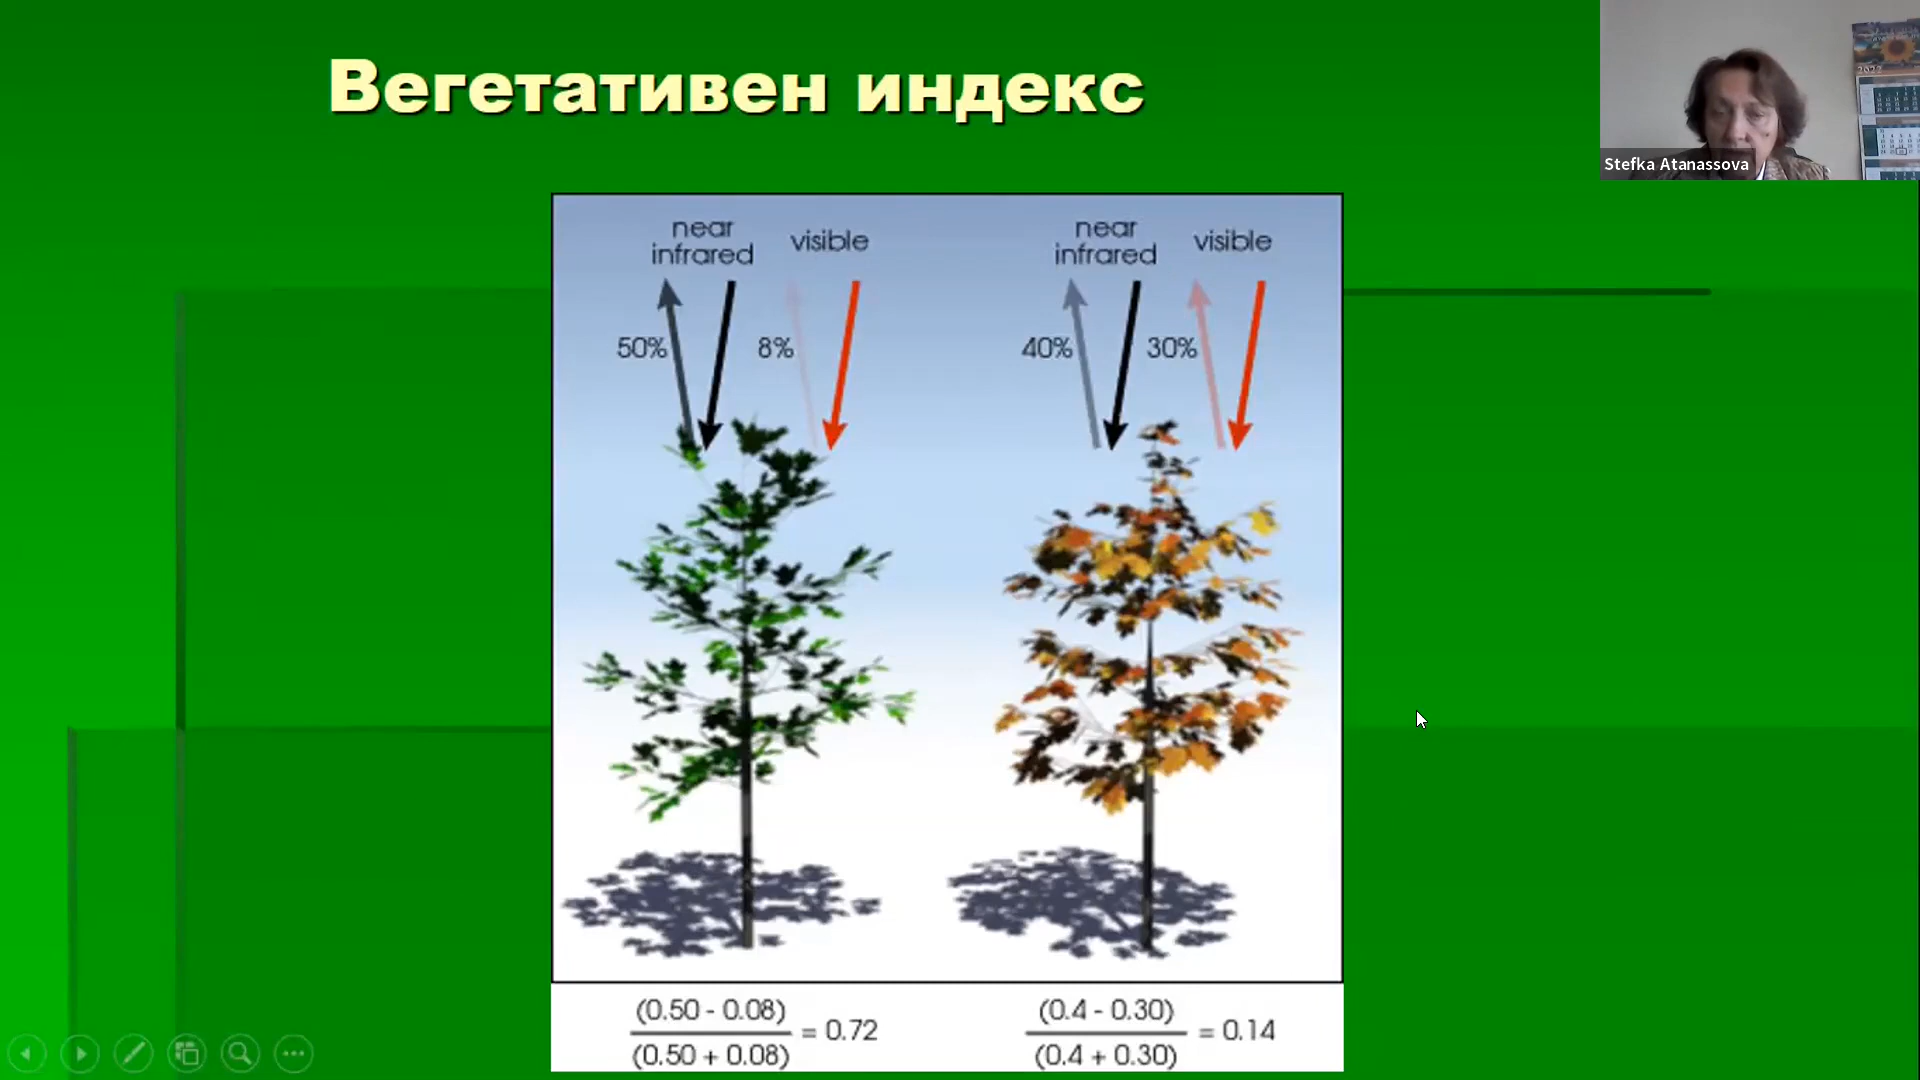 Вегетативен индекс
Stefka Atanassova
2022
near
infrared
visible
near
infrared
visible
50%
8%
40%
30%
(0.50 - 0.08)
(0.50 + 0.08)
= 0.72
(0.4 - 0.30)
(0.4 + 0.30)
= 0.14